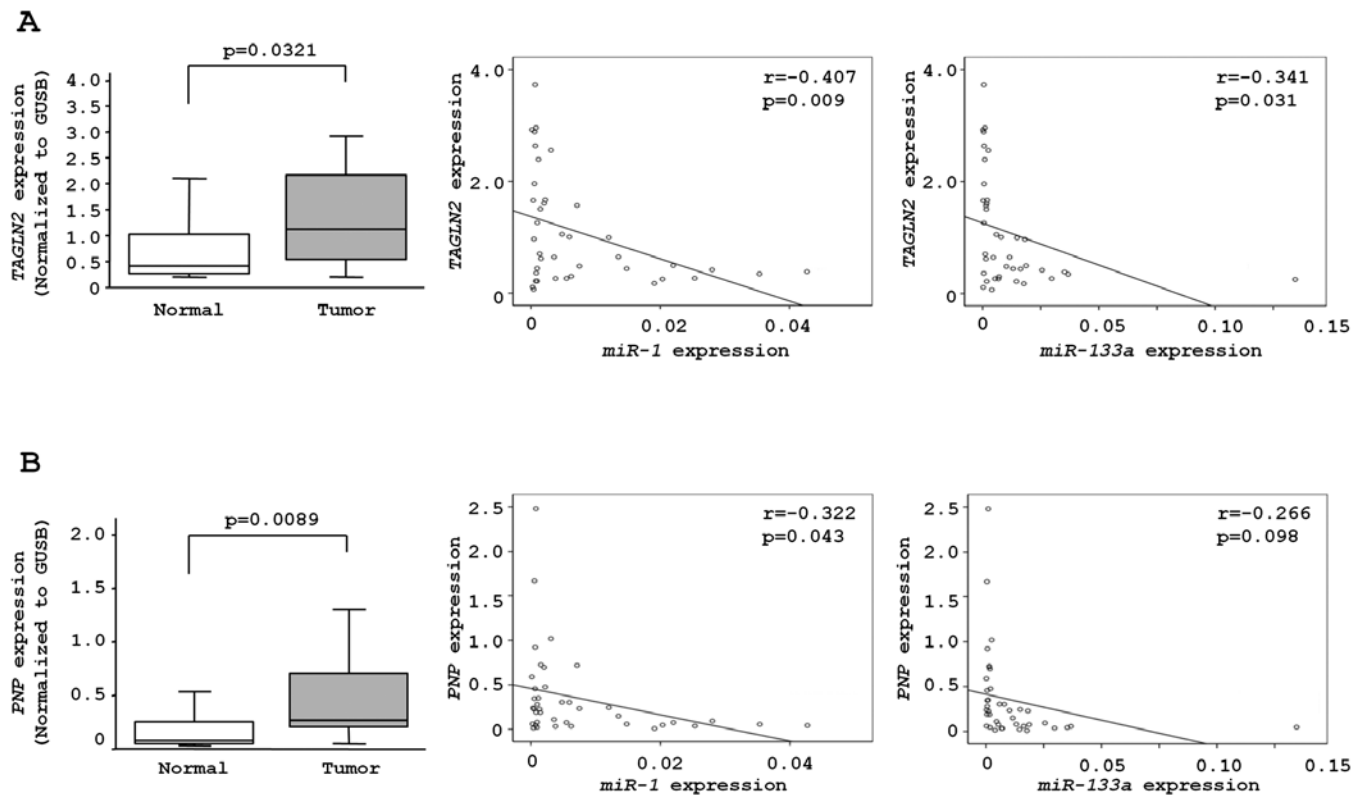 A
p=0.0321
TAGLN2 expression
(Normalized to GUSB)
4.0
3.5
3.0
2.5
2.0
1.5
1.0
0.5
0
Normal
Tumor
r=-0.407
p=0.009
TAGLN2 expression
4.0
2.0
0
0
0.02
0.04
miR-1 expression
r=-0.341
p=0.031
TAGLN2 expression
4.0
2.0
0
0
0.05
0.10
0.15
miR-133a expression
B
p=0.0089
PNP expression
(Normalized to GUSB)
2.0
1.5
1.0
0.5
0
Normal
Tumor
r=-0.322
p=0.043
PNP expression
2.5
2.0
1.5
1.0
0.5
0
0
0.02
0.04
miR-1 expression
r=-0.266
p=0.098
PNP expression
2.5
2.0
1.5
1.0
0.5
0
0
0.05
0.10
0.15
miR-133a expression